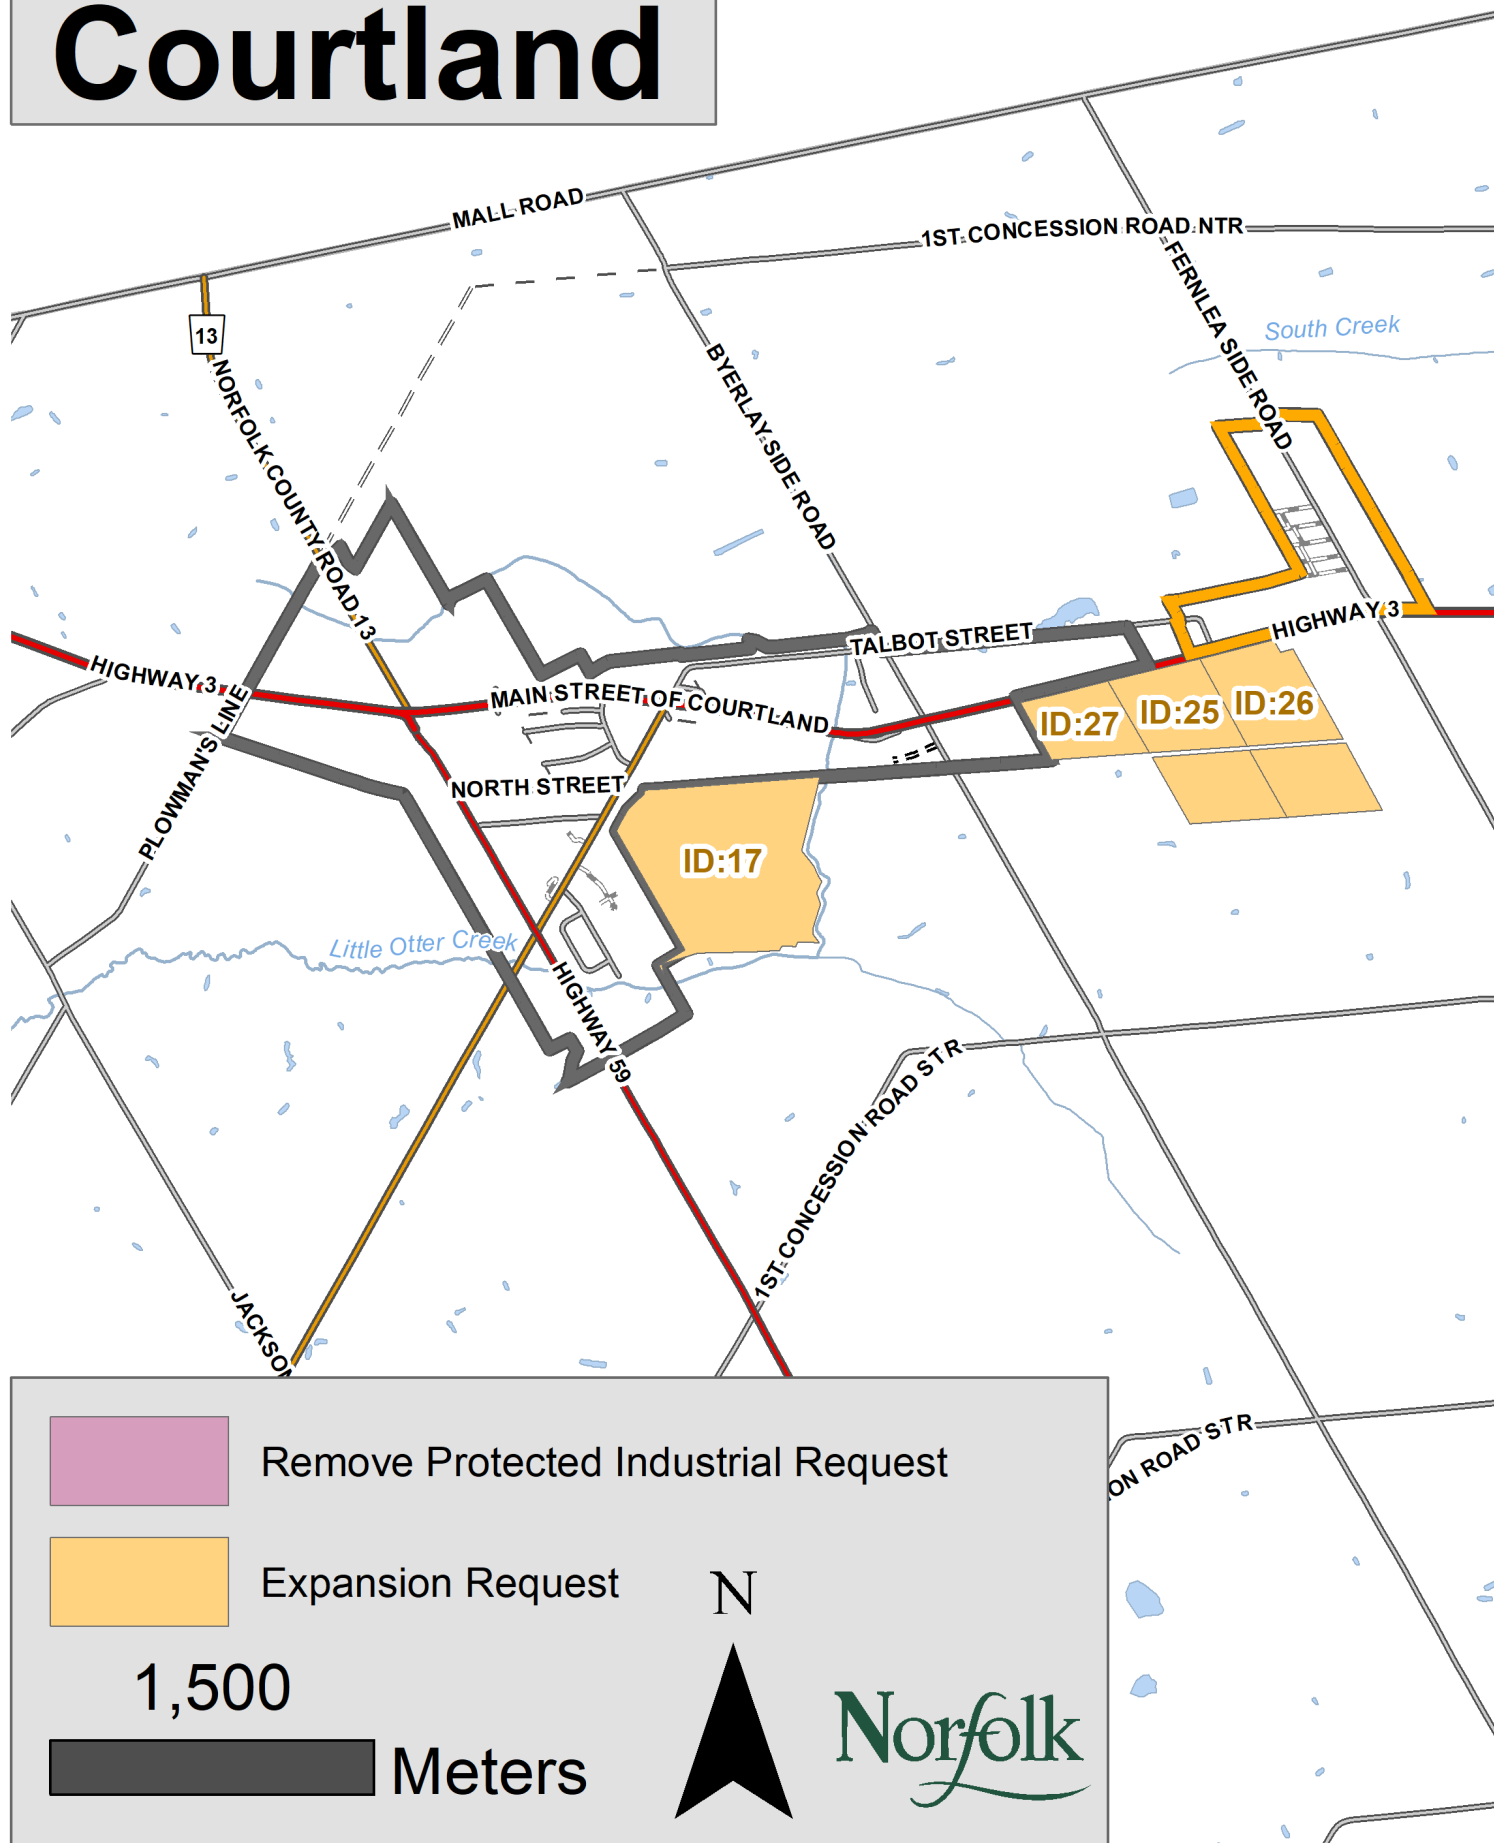 Courtland
MALL ROAD
1ST CONCESSION ROAD NTR
13
FERNLEA SIDE ROAD
South Creek
NORFOLK COUNTY ROAD 13
BYERLAY SIDE ROAD
HIGHWAY 3
TALBOT STREET
HIGHWAY 3
MAIN STREET OF COURTLAND
ID:27
ID:25
ID:26
PLOWMAN'S LINE
NORTH STREET
ID:17
Little Otter Creek
HIGHWAY 59
1ST CONCESSION ROAD STR
JACKSON
ION ROAD STR
Remove Protected Industrial Request
Expansion Request
N
1,500
Meters
Norfolk